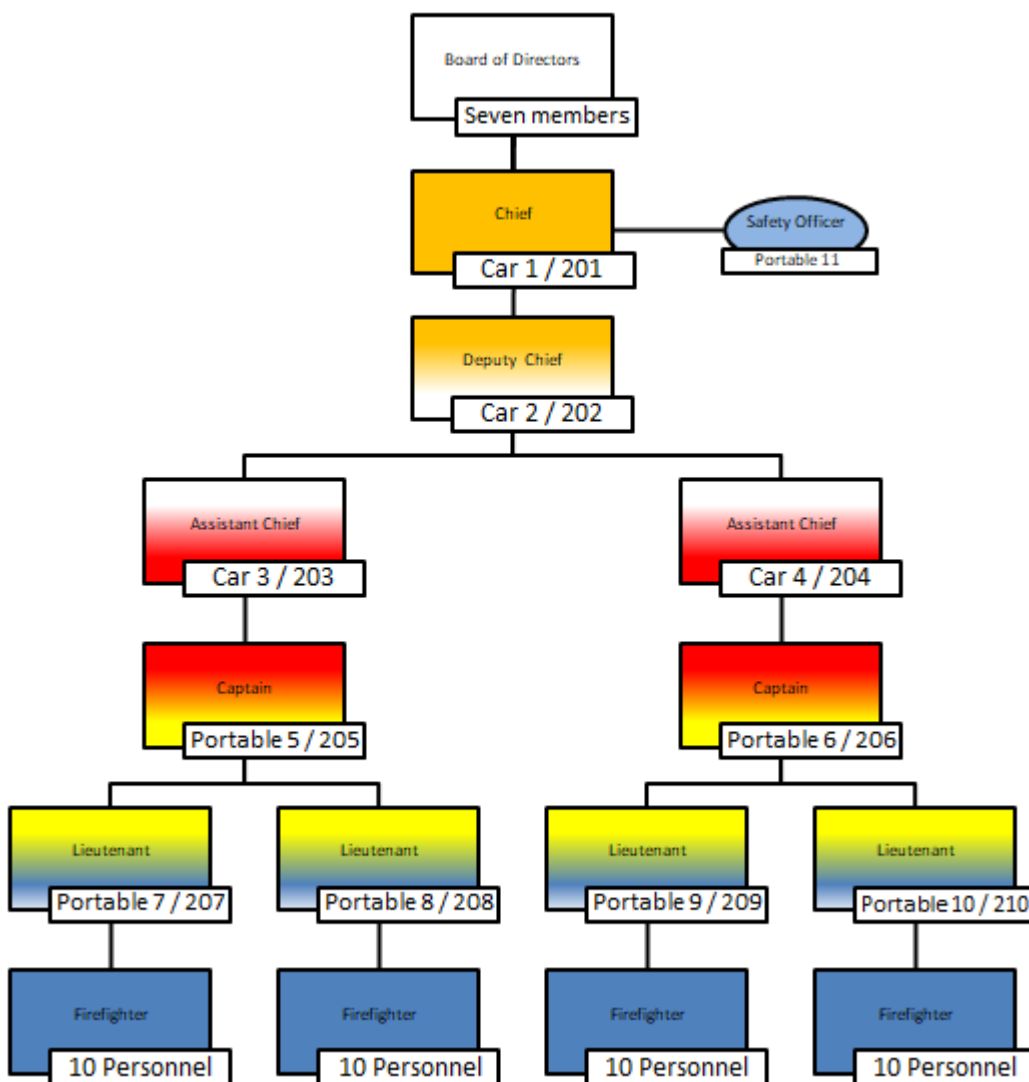 Board of Directors
Seven members
Chief
Car 1 / 201
Safety Officer
Portable 11
Deputy Chief
Car 2 / 202
Assistant Chief
Car 3 / 203
Assistant Chief
Car 4 / 204
Captain
Portable 5 / 205
Captain
Portable 6 / 206
Lieutenant
Portable 7 / 207
Lieutenant
Portable 8 / 208
Lieutenant
Portable 9 / 209
Lieutenant
Portable 10 / 210
Firefighter
10 Personnel
Firefighter
10 Personnel
Firefighter
10 Personnel
Firefighter
10 Personnel